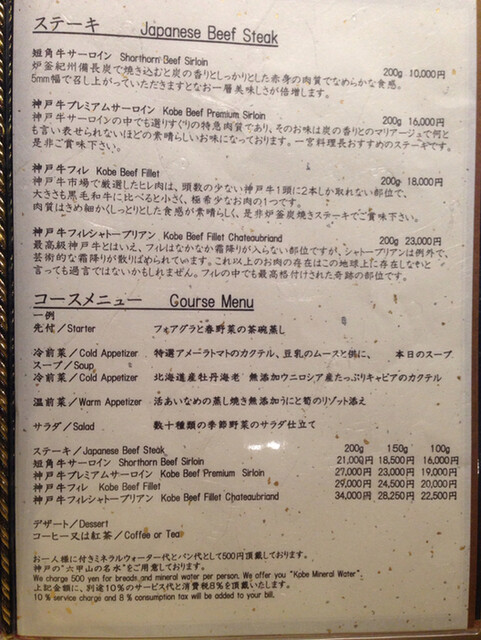 ステーキ Japanese Beef Steak
短角牛サーロイン Shorthorn Beef Sirloin
炉釜紀州備長炭で焼き込むと炭の香りとしっかりとした赤身の肉質でなめらかな食感。 200g 10,000円
5mm幅で召し上がっていただきますとなお一層美味しさが倍増します。
神戸牛プレミアムサーロイン Kobe Beef Premium Sirloin 200g 16,000円
神戸牛サーロインの中でも選りすぐりの特急肉質であり、そのお味は炭の香りとのマリアージュで何と
も言い表せられないほどの素晴らしいお味になっております。一宮料理長おすすめのステーキです。
是非ご賞味下さい。
神戸牛フィレ Kobe Beef Fillet 200g 18,000円
神戸牛市場で厳選したヒレ肉は、頭数の少ない神戸牛1頭に2本しか取れない部位で、
大きさも黒毛和牛に比べると小さく、極希少なお肉の1つです。
肉質はきめ細かくしっとりとした食感が素晴らしく、是非炉釜炭焼きステーキでご賞味下さい。
神戸牛フィレシャトーブリアン Kobe Beef Fillet Chateaubriand 200g 23,000円
最高級神戸牛とはいえ、フィレはなかなか霜降りが入らない部位ですが、シャトーブリアンは例外で、
芸術的な霜降りが散りばめられています。これ以上のお肉の存在はこの地球上に存在しないと
言っても過言ではないかもしれません。フィレの中でも最高格付けされた奇跡の部位です。
コースメニュー Gourse Menu
一例
先付／Starter フォアグラと春野菜の茶碗蒸し
冷前菜／Cold Appetizer 特選アメーラトマトのカクテル、豆乳のムースと供に、 本日のスープ
スープ／Soup
冷前菜／Cold Appetizer 北海道産牡丹海老 無添加ウニロシア産たっぷりキャビアのカクテル
温前菜／Warm Appetizer 活あいなめの蒸し焼き無添加うにと筍のリゾット添え
サラダ／Salad 数十種類の季節野菜のサラダ仕立て
ステーキ／Japanese Beef Steak 200g 150g 100g
短角牛サーロイン Shorthorn Beef Sirloin 21,000円 18,500円 16,000円
神戸牛プレミアムサーロイン Kobe Beef Premium Sirloin 27,000円 23,000円 19,000円
神戸牛フィレ Kobe Beef Fillet 29,000円 24,500円 20,000円
神戸牛フィレシャトーブリアン Kobe Beef Fillet Chateaubriand 34,000円 28,250円 22,500円
デザート／Dessert
コーヒー又は紅茶／Coffee or Tea
お一人様に付きミネラルウォーター代とパン代として500円頂戴しております。
神戸の"六甲山の名水"をご用意しております。
We charge 500 yen for breads and mineral water per person. We offer you "Kobe Mineral Water".
上記金額に、別途10％のサービス代と消費税8％を頂戴いたします。
10 % service charge and 8 % consumption tax will be added to your bill.